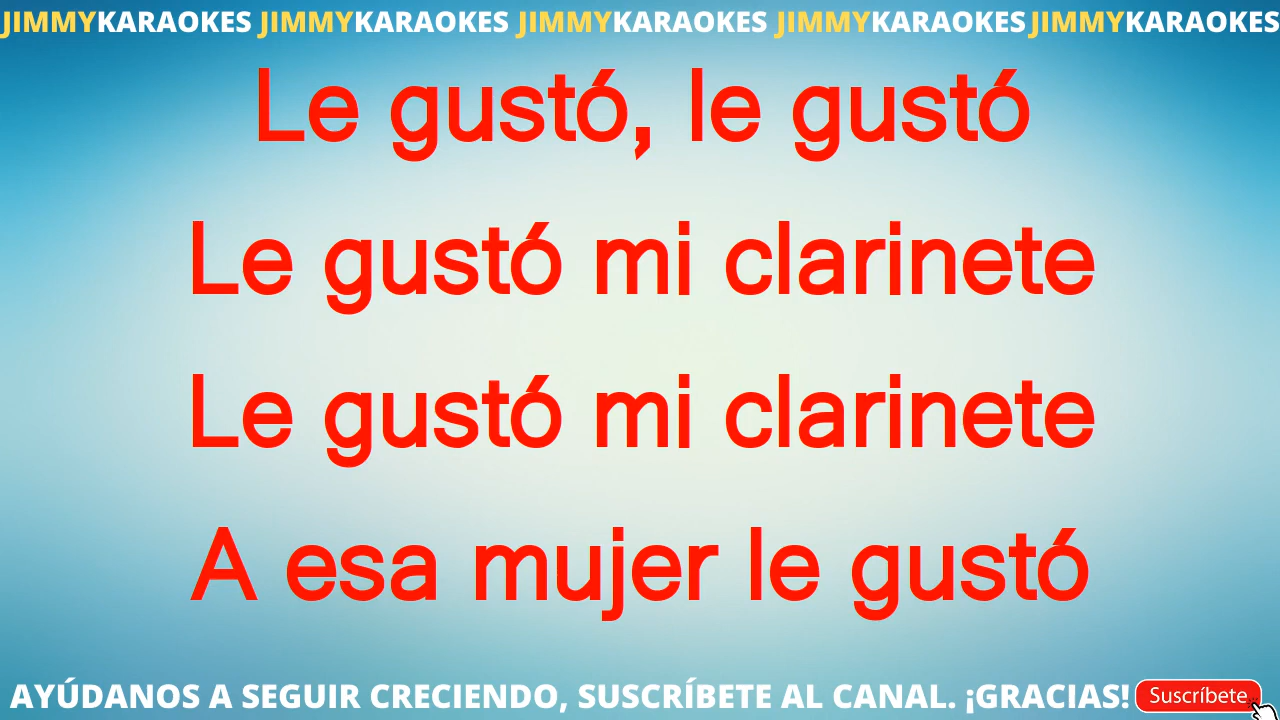 JIMMYKARAOKES JIMMYKARAOKES JIMMYKARAOKES JIMMYKARAOKES JIMMYKARAOKES
Le gustó, le gustó
Le gustó mi clarinete
Le gustó mi clarinete
A esa mujer le gustó
AYÚDANOS A SEGUIR CRECIENDO, SUSCRÍBETE AL CANAL. ¡GRACIAS! Suscríbete